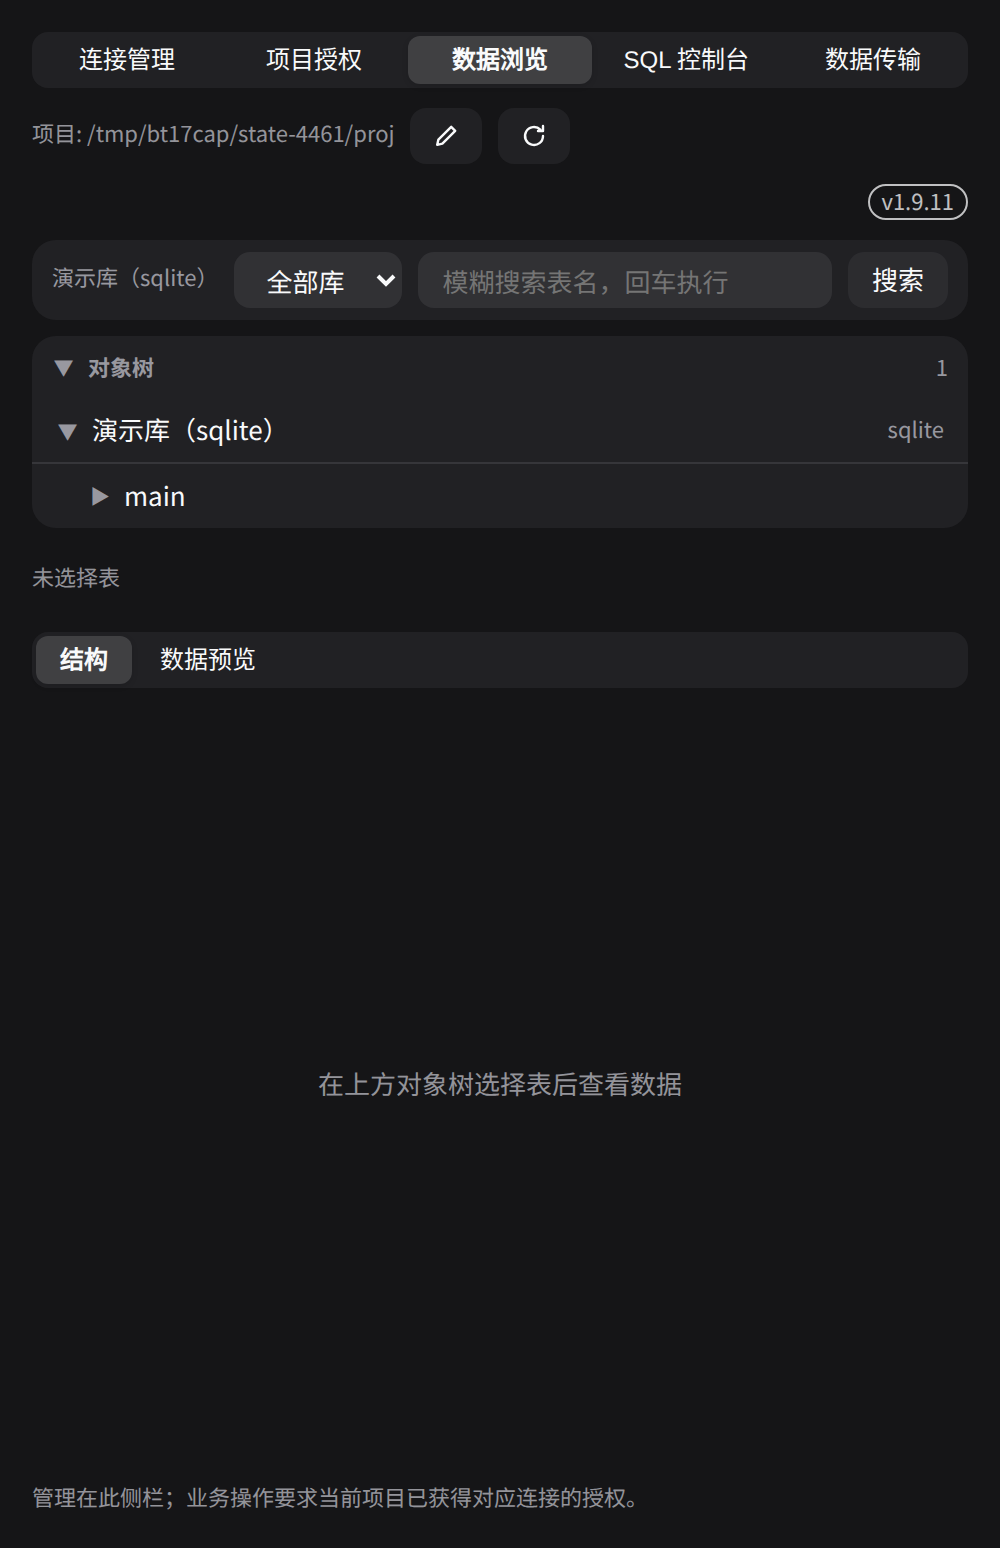 连接管理 项目授权 数据浏览 SQL 控制台 数据传输
项目: /tmp/bt17cap/state-4461/proj
v1.9.11
演示库（sqlite） 全部库 模糊搜索表名，回车执行 搜索
▼ 对象树 1
▼ 演示库（sqlite） sqlite
▶ main
未选择表
结构 数据预览
在上方对象树选择表后查看数据
管理在此侧栏；业务操作要求当前项目已获得对应连接的授权。